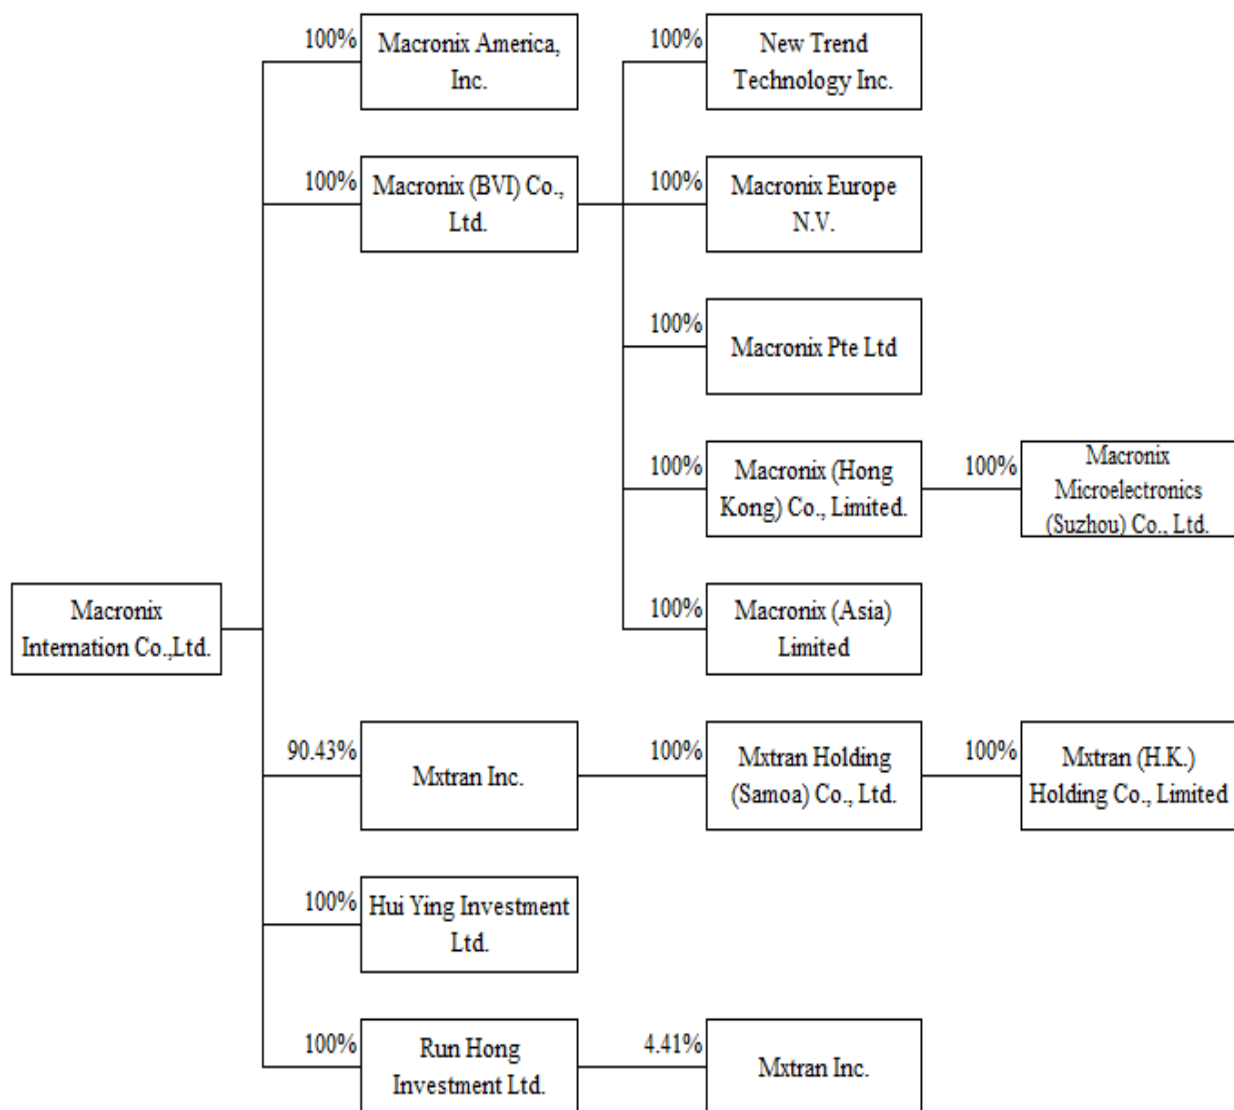 100%
Macronix America,
Inc.
100%
New Trend
Technology Inc.
100%
Macronix (BVI) Co.,
Ltd.
100%
Macronix Europe
N.V.
100%
Macronix Pte Ltd
100%
Macronix (Hong
Kong) Co., Limited.
100%
Macronix
Microelectronics
(Suzhou) Co., Ltd.
Macronix
Internation Co.,Ltd.
100%
Macronix (Asia)
Limited
90.43%
Mxtran Inc.
100%
Mxtran Holding
(Samoa) Co., Ltd.
100%
Mxtran (H.K.)
Holding Co., Limited
100%
Hui Ying Investment
Ltd.
100%
Run Hong
Investment Ltd.
4.41%
Mxtran Inc.